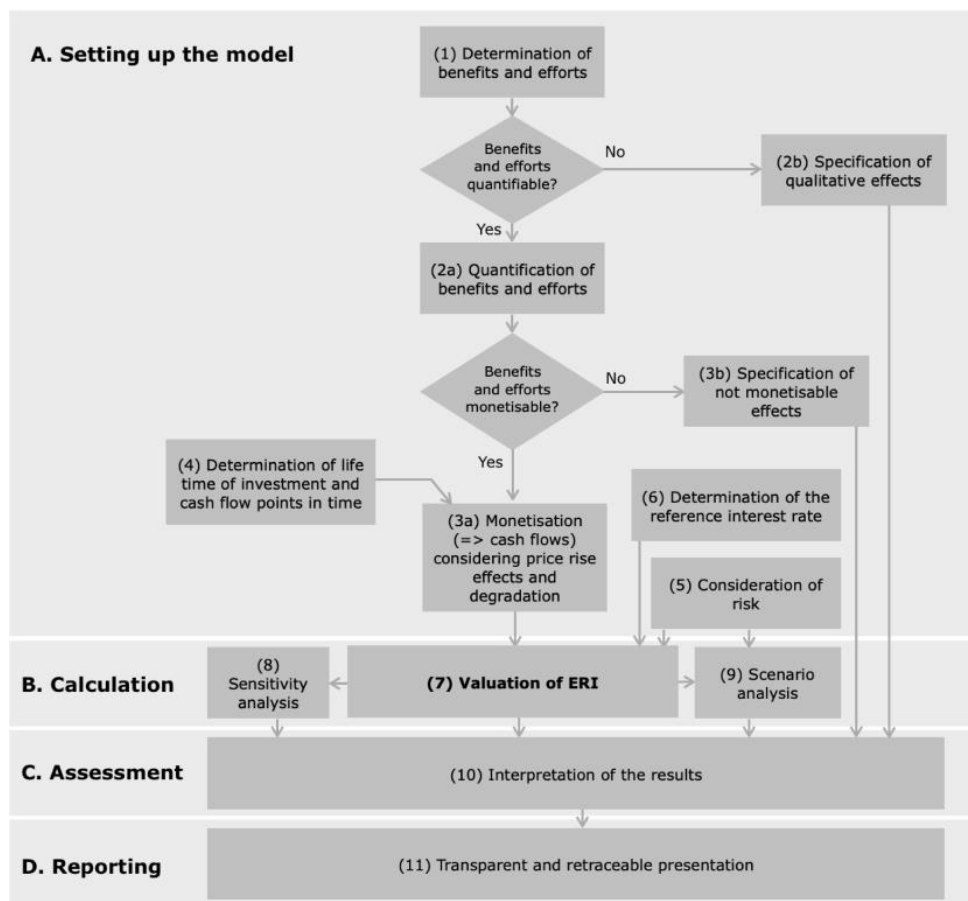 A. Setting up the model
(1) Determination of
benefits and efforts
Benefits
and efforts
quantifiable?
No
(2b) Specification of
qualitative effects
Yes
(2a) Quantification of
benefits and efforts
Benefits
and efforts
monetisable?
No
(3b) Specification of
not monetisable
effects
Yes
(4) Determination of life
time of investment and
cash flow points in time
(3a) Monetisation
(=> cash flows)
considering price rise
effects and
degradation
(6) Determination of the
reference interest rate
(5) Consideration of
risk
B. Calculation
(8)
Sensitivity
analysis
(7) Valuation of ERI
(9) Scenario
analysis
C. Assessment
(10) Interpretation of the results
D. Reporting
(11) Transparent and retraceable presentation